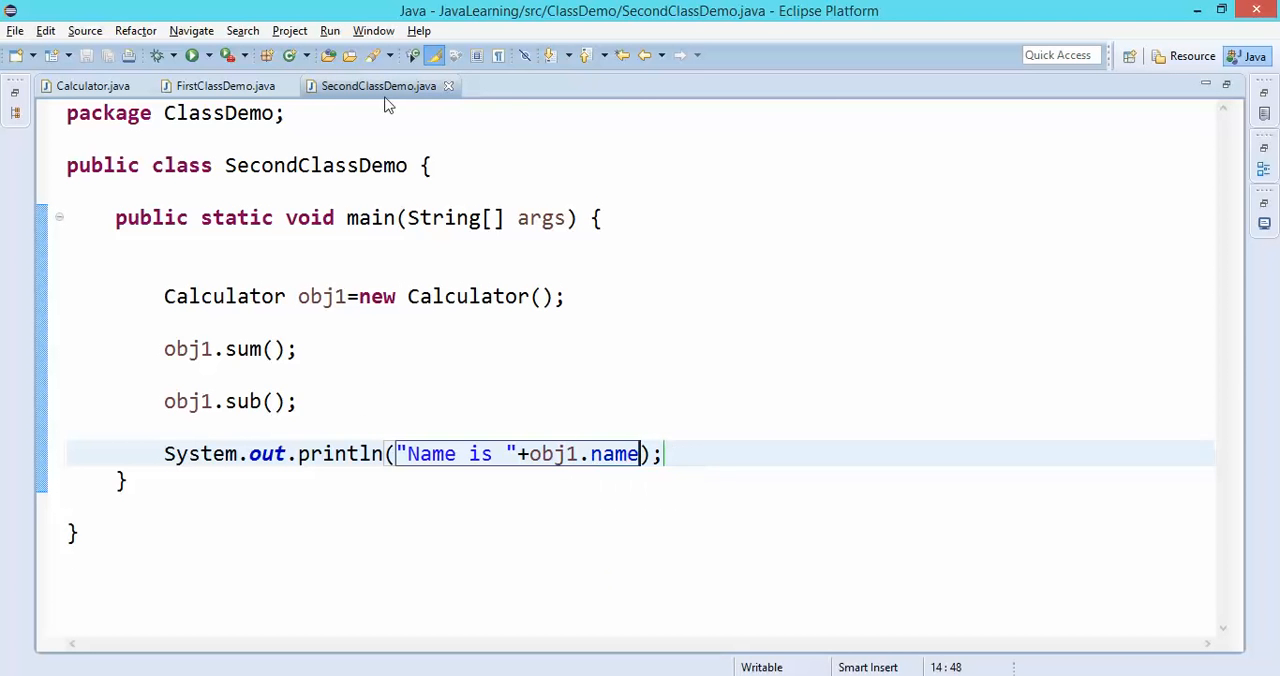 Java - JavaLearning/src/ClassDemo/SecondClassDemo.java - Eclipse Platform
File Edit Source Refactor Navigate Search Project Run Window Help
Quick Access Resource Java
Calculator.java FirstClassDemo.java SecondClassDemo.java
package ClassDemo;
public class SecondClassDemo {
public static void main(String[] args) {
Calculator obj1=new Calculator();
obj1.sum();
obj1.sub();
System.out.println("Name is "+obj1.name);
}
}
Writable Smart Insert 14 : 48